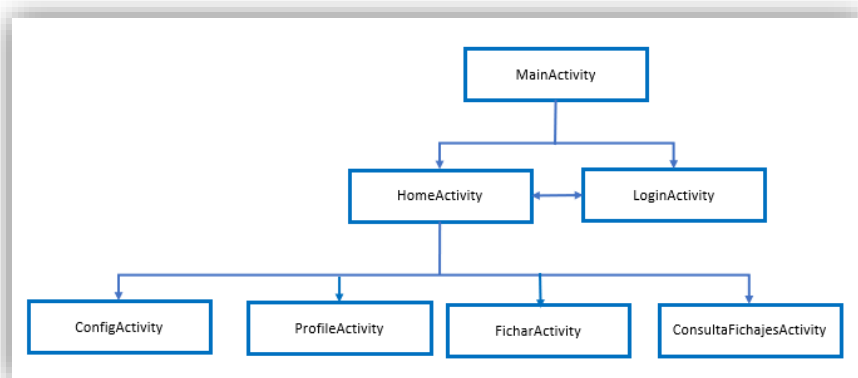 MainActivity
HomeActivity
LoginActivity
ConfigActivity
ProfileActivity
FicharActivity
ConsultaFichajesActivity